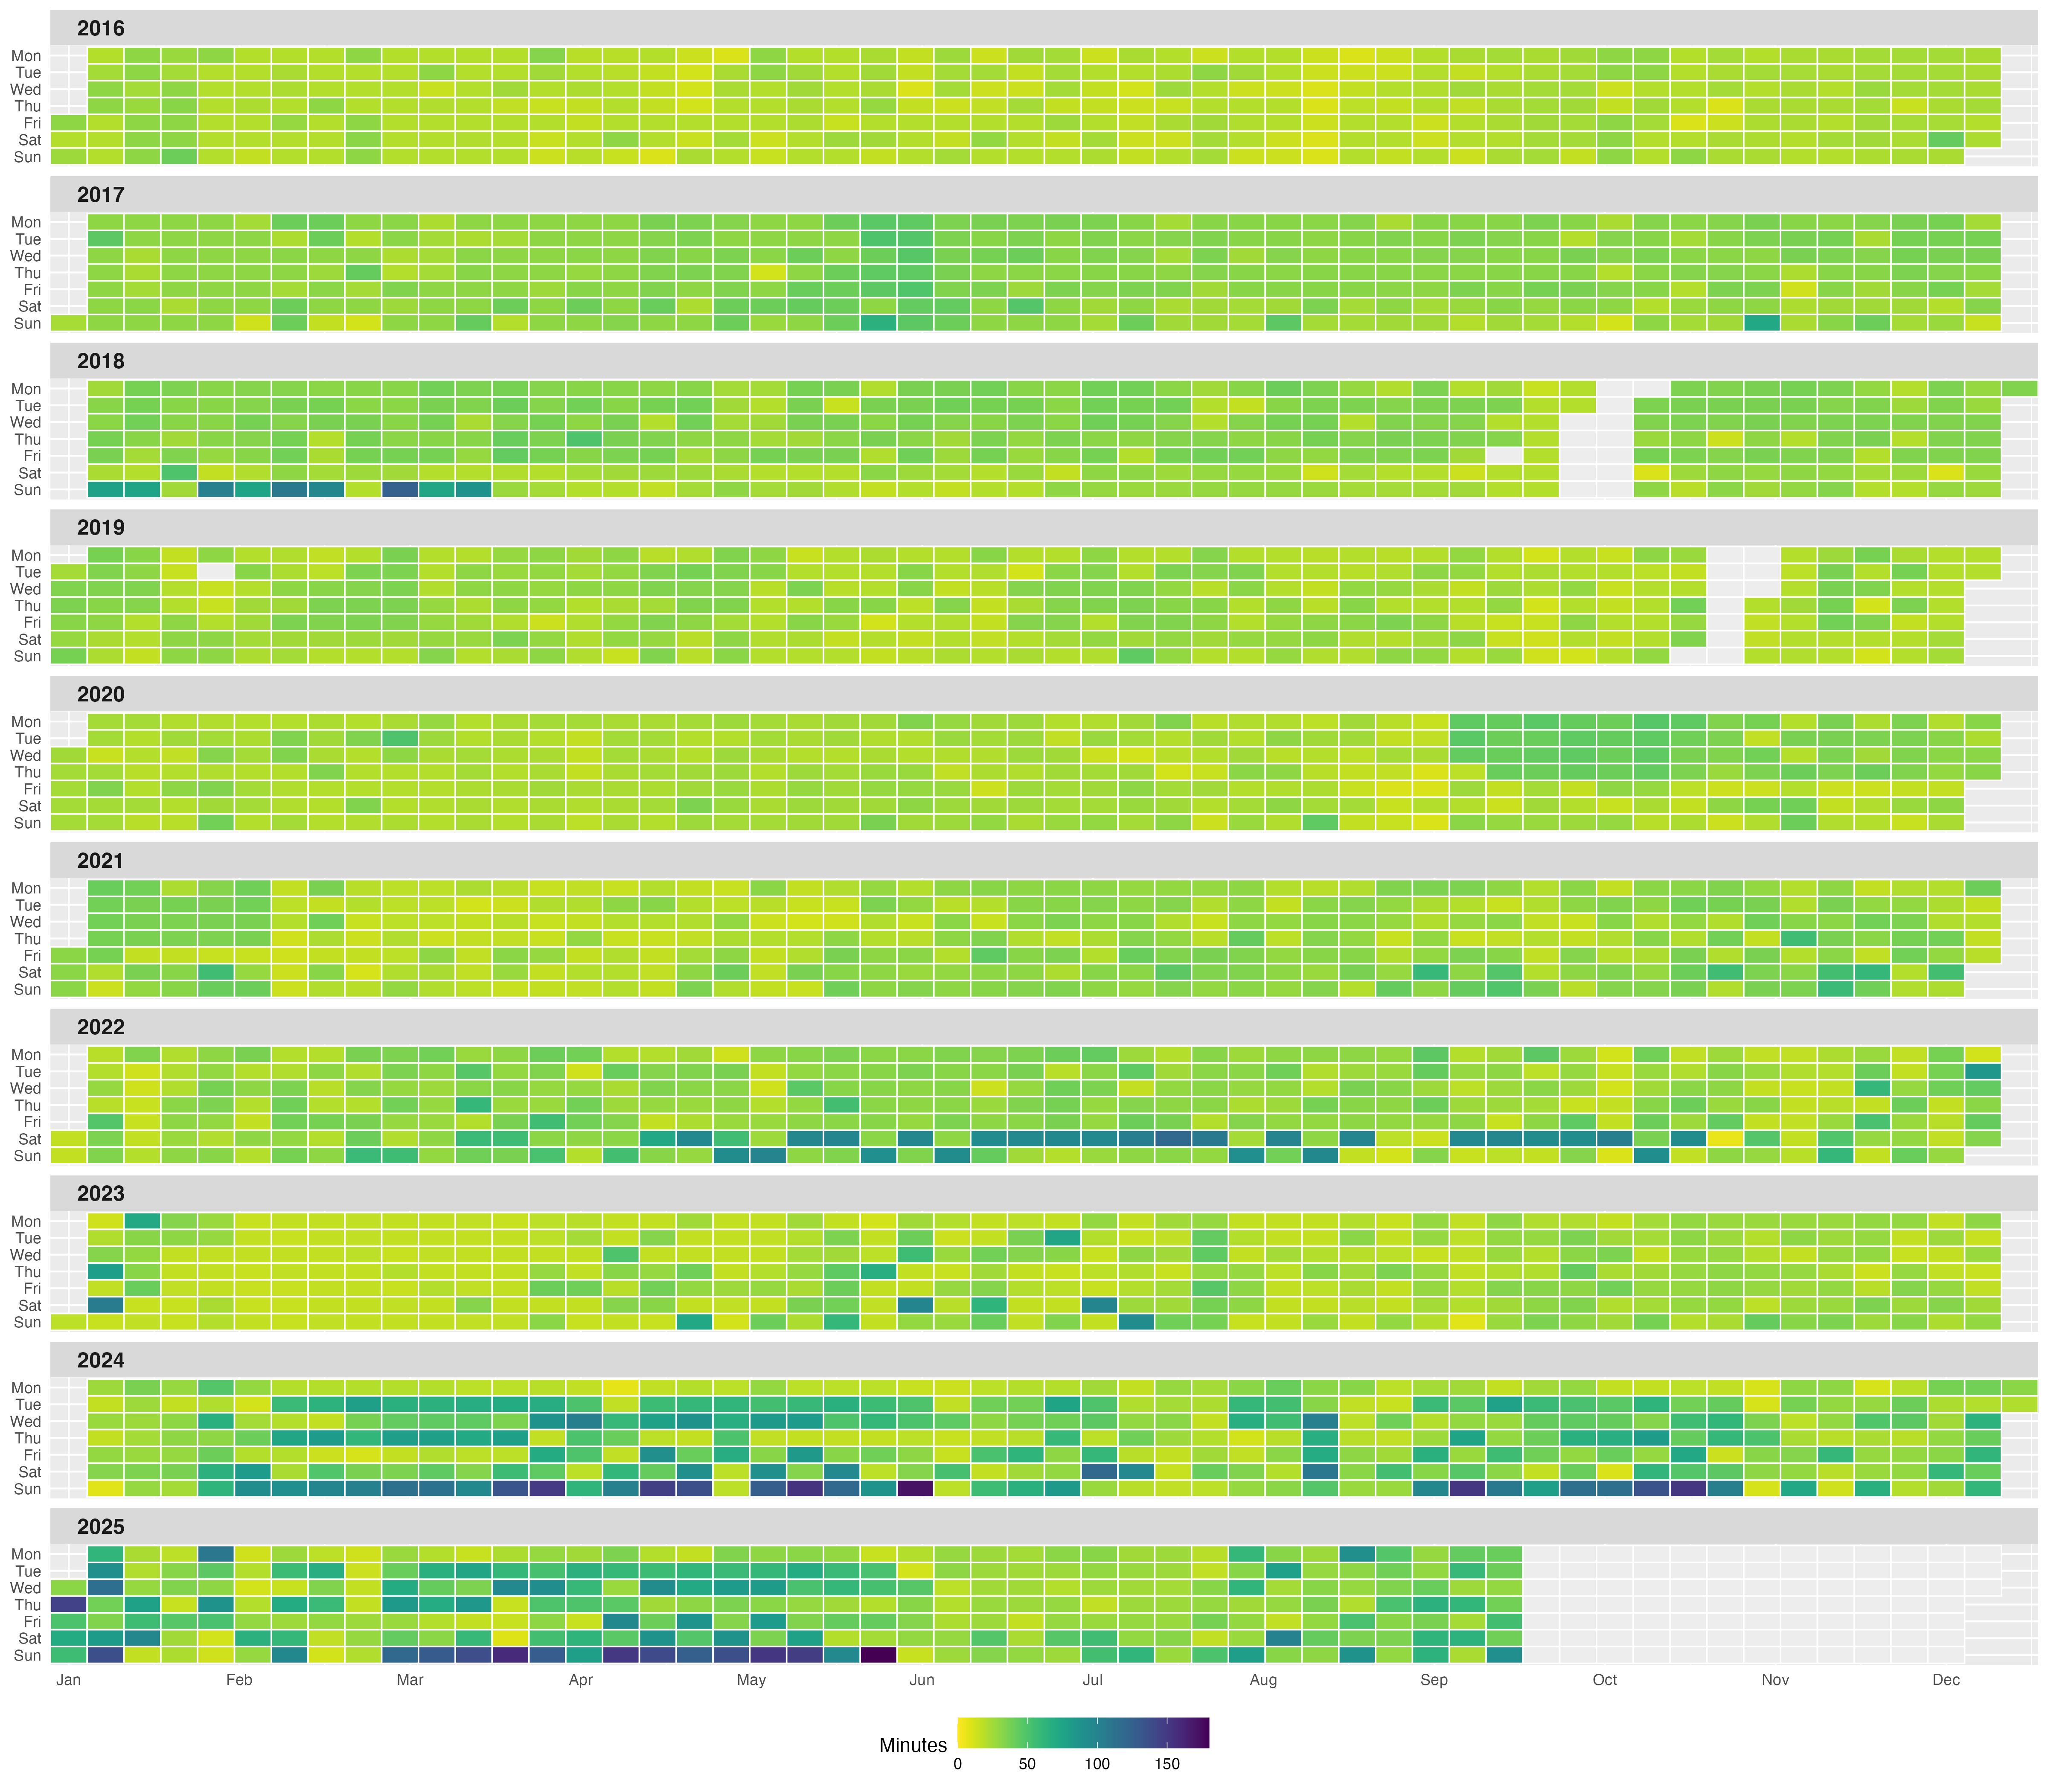 2016
Mon
Tue
Wed
Thu
Fri
Sat
Sun
2017
Mon
Tue
Wed
Thu
Fri
Sat
Sun
2018
Mon
Tue
Wed
Thu
Fri
Sat
Sun
2019
Mon
Tue
Wed
Thu
Fri
Sat
Sun
2020
Mon
Tue
Wed
Thu
Fri
Sat
Sun
2021
Mon
Tue
Wed
Thu
Fri
Sat
Sun
2022
Mon
Tue
Wed
Thu
Fri
Sat
Sun
2023
Mon
Tue
Wed
Thu
Fri
Sat
Sun
2024
Mon
Tue
Wed
Thu
Fri
Sat
Sun
2025
Mon
Tue
Wed
Thu
Fri
Sat
Sun
Jan Feb Mar Apr May Jun Jul Aug Sep Oct Nov Dec
Minutes
0 50 100 150